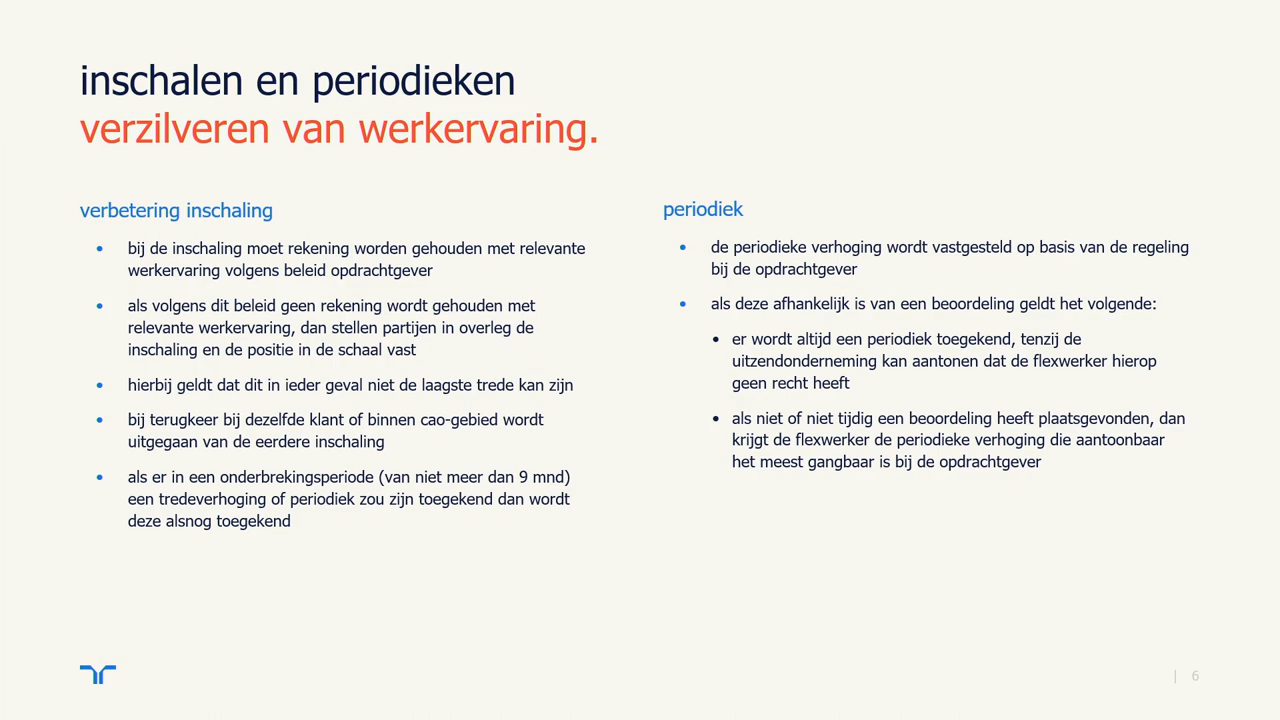 inschalen en periodieken
verzilveren van werkervaring.
verbetering inschaling
• bij de inschaling moet rekening worden gehouden met relevante
werkervaring volgens beleid opdrachtgever
• als volgens dit beleid geen rekening wordt gehouden met
relevante werkervaring, dan stellen partijen in overleg de
inschaling en de positie in de schaal vast
• hierbij geldt dat dit in ieder geval niet de laagste trede kan zijn
• bij terugkeer bij dezelfde klant of binnen cao-gebied wordt
uitgegaan van de eerdere inschaling
• als er in een onderbrekingsperiode (van niet meer dan 9 mnd)
een tredeverhoging of periodiek zou zijn toegekend dan wordt
deze alsnog toegekend
periodiek
• de periodieke verhoging wordt vastgesteld op basis van de regeling
bij de opdrachtgever
• als deze afhankelijk is van een beoordeling geldt het volgende:
• er wordt altijd een periodiek toegekend, tenzij de
uitzendonderneming kan aantonen dat de flexwerker hierop
geen recht heeft
• als niet of niet tijdig een beoordeling heeft plaatsgevonden, dan
krijgt de flexwerker de periodieke verhoging die aantoonbaar
het meest gangbaar is bij de opdrachtgever
| 6